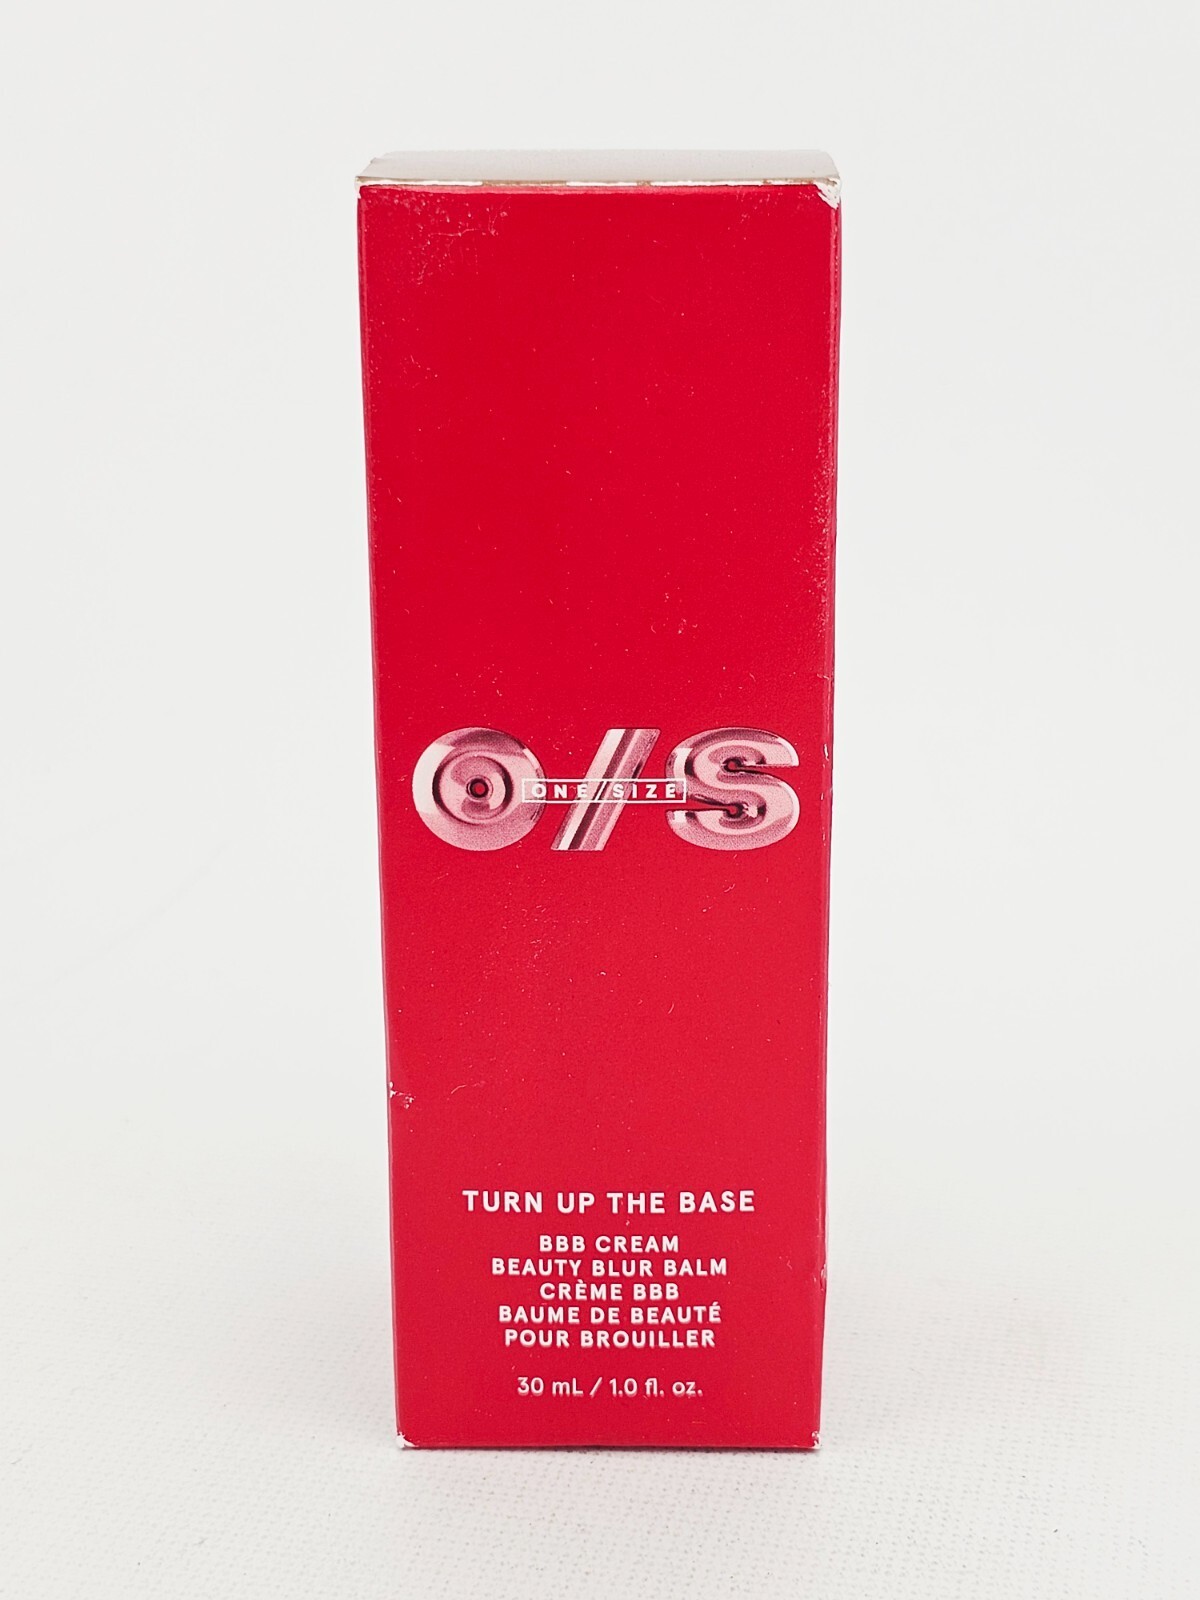 O/S
ONE/SIZE
TURN UP THE BASE
BBB CREAM
BEAUTY BLUR BALM
CRÈME BBB
BAUME DE BEAUTÉ
POUR BROUILLER
30 mL / 1.0 fl. oz.